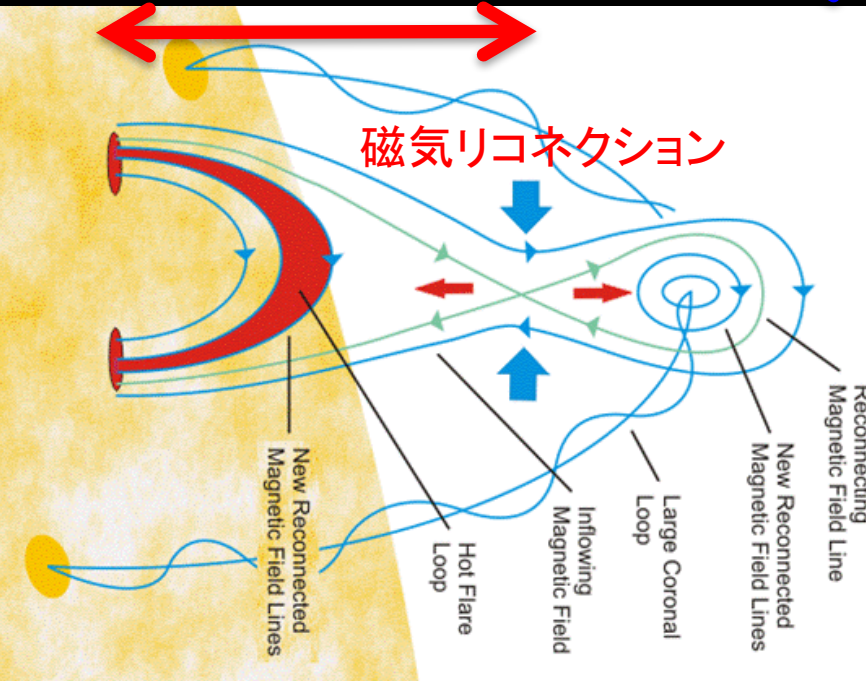 磁気リコネクション
Reconnecting
Magnetic Field Line
New Reconnected
Magnetic Field Lines
Large Coronal
Loop
Inflowing
Magnetic Field
Hot Flare
Loop
New Reconnected
Magnetic Field Lines